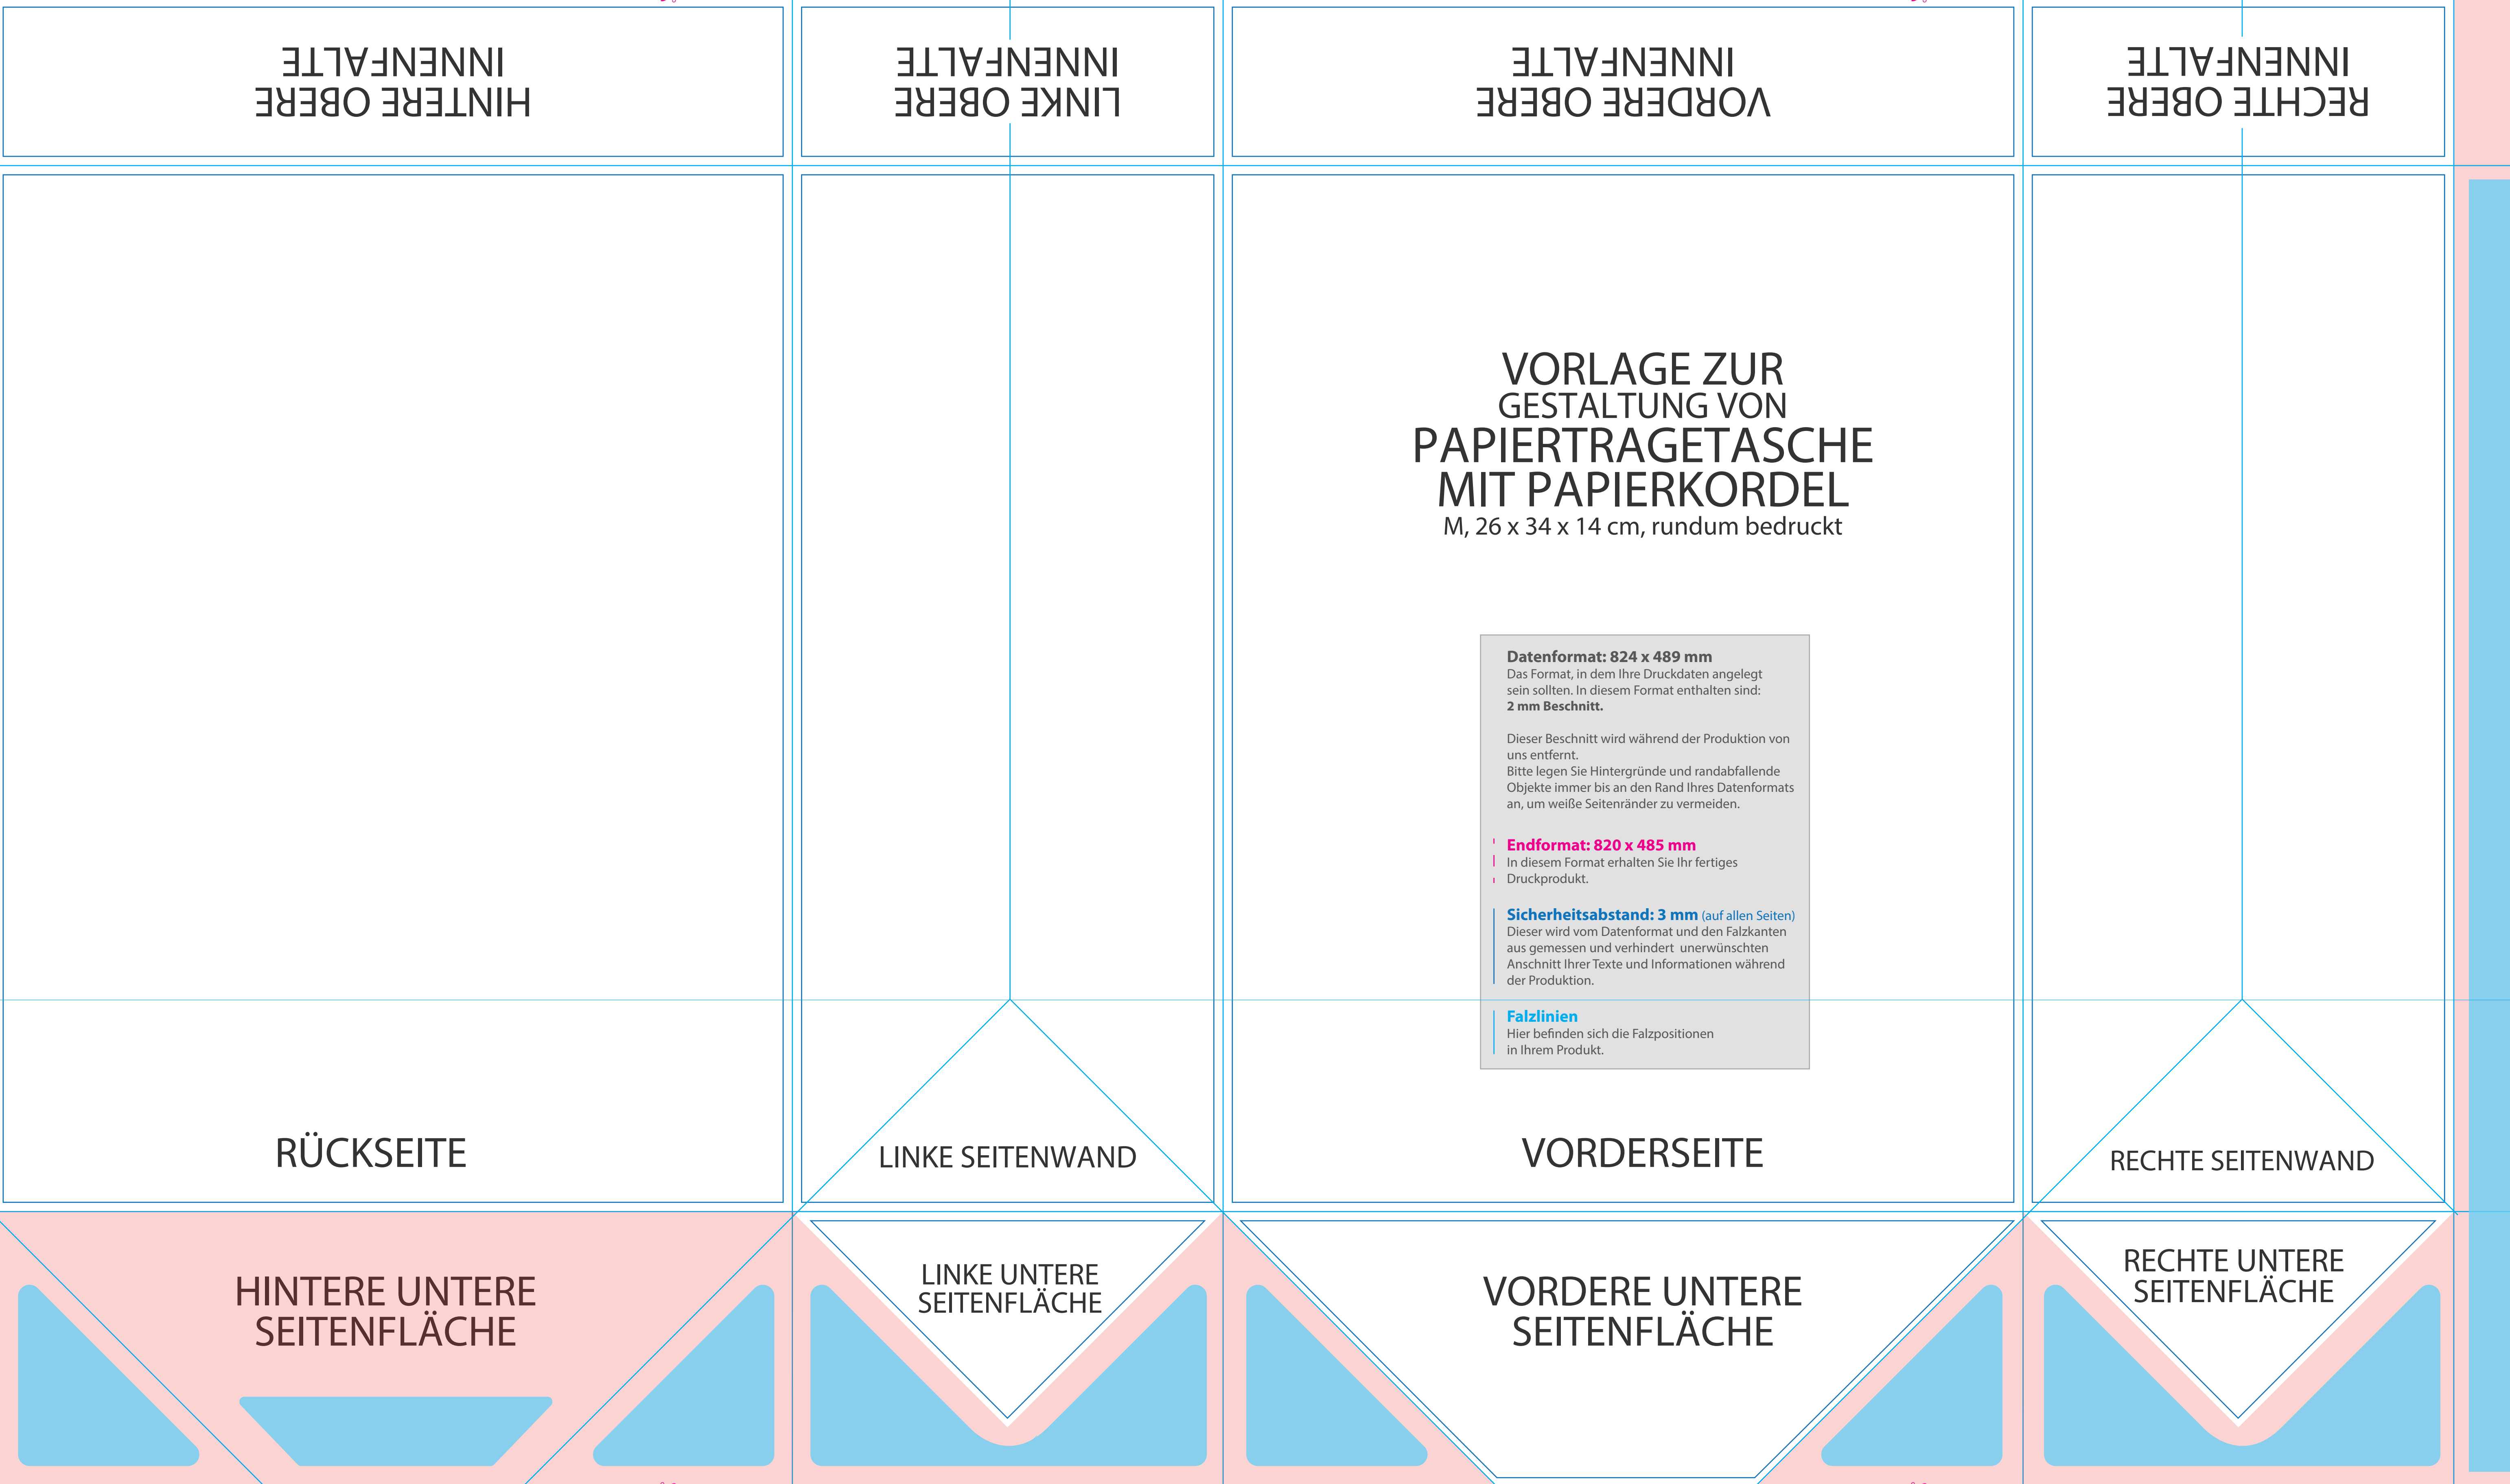 HINTERE OBERE
INNENFALTE
LINKE OBERE
INNENFALTE
VORDERE OBERE
INNENFALTE
RECHTE OBERE
INNENFALTE
VORLAGE ZUR
GESTALTUNG VON
PAPIERTRAGETASCHE
MIT PAPIERKORDEL
M, 26 x 34 x 14 cm, rundum bedruckt
Datenformat: 824 x 489 mm
Das Format, in dem Ihre Druckdaten angelegt
sein sollten. In diesem Format enthalten sind:
2 mm Beschnitt.
Dieser Beschnitt wird während der Produktion von
uns entfernt.
Bitte legen Sie Hintergründe und randabfallende
Objekte immer bis an den Rand Ihres Datenformats
an, um weiße Seitenränder zu vermeiden.
Endformat: 820 x 485 mm
In diesem Format erhalten Sie Ihr fertiges
Druckprodukt.
Sicherheitsabstand: 3 mm (auf allen Seiten)
Dieser wird vom Datenformat und den Falzkanten
aus gemessen und verhindert unerwünschten
Anschnitt Ihrer Texte und Informationen während
der Produktion.
Falzlinien
Hier befinden sich die Falzpositionen
in Ihrem Produkt.
RÜCKSEITE
LINKE SEITENWAND
VORDERSEITE
RECHTE SEITENWAND
HINTERE UNTERE
SEITENFLÄCHE
LINKE UNTERE
SEITENFLÄCHE
VORDERE UNTERE
SEITENFLÄCHE
RECHTE UNTERE
SEITENFLÄCHE